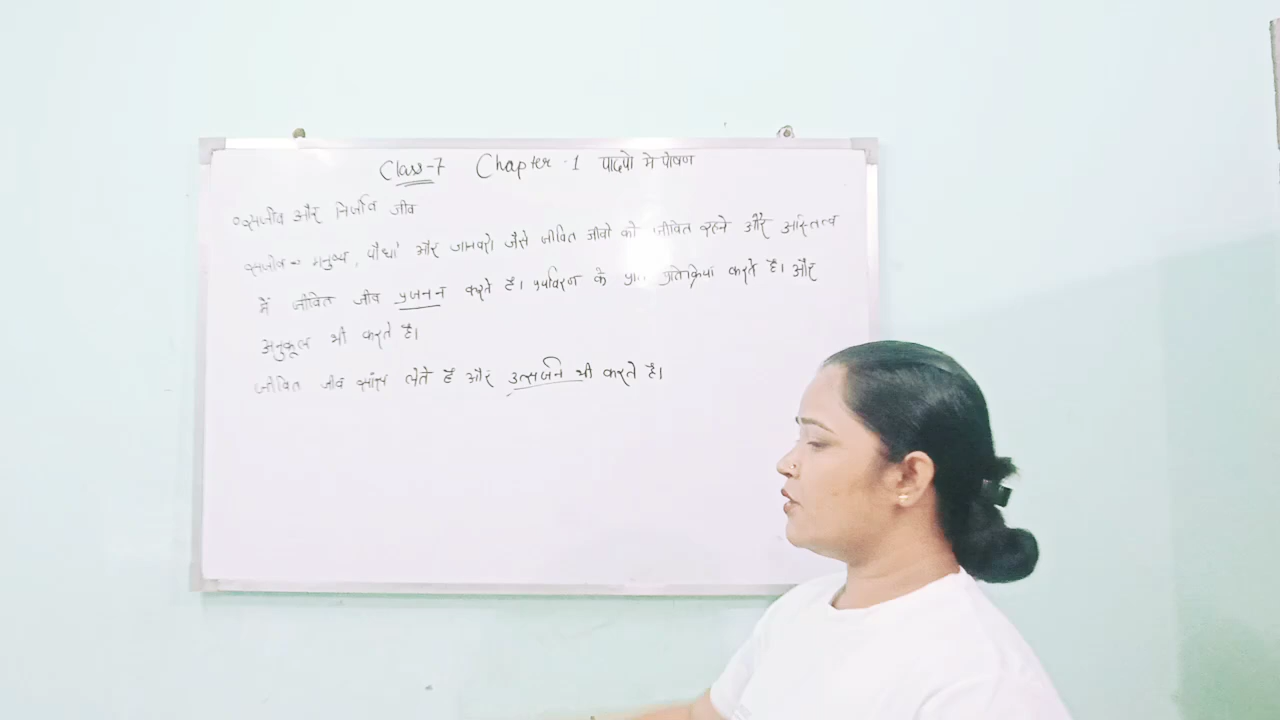 Class-7 Chapter-1 पादपो मे पोषण
०सजीव और निर्जीव जीव
सजीव = मनुष्य, पौधों और जानवरो जैसे जीवित जीवो को जीवित रहने और अस्तित्व
में जीवित जीव प्रजनन करते है। पर्यावरण के प्रति प्रतिक्रिया करते है। और
अनुकूल भी करते है।
जीवित जीव साँस लेते है और उत्सर्जन भी करते है।